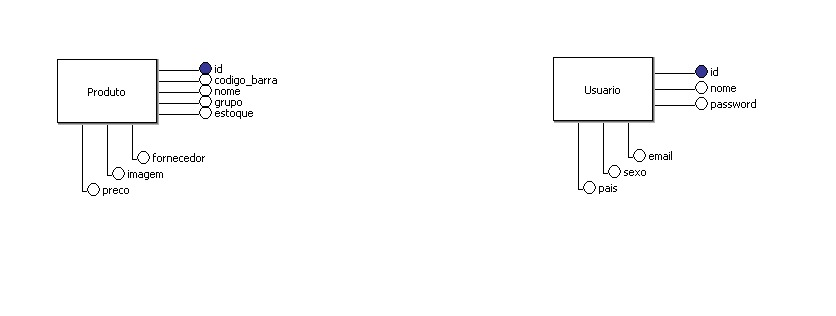 Produto
id
codigo_barra
nome
grupo
estoque
fornecedor
imagem
preco
Usuario
id
nome
password
email
sexo
pais